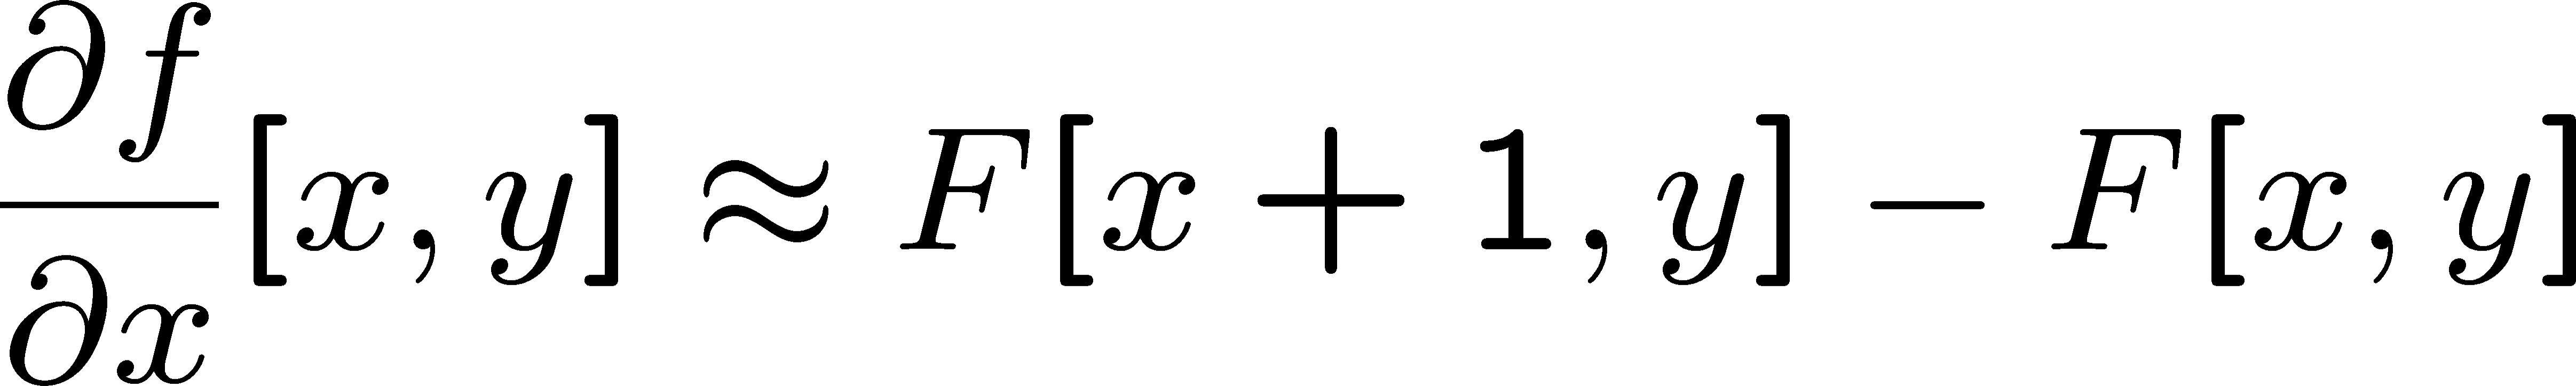 ∂f/∂x [x, y] ≈ F[x + 1, y] − F[x, y]